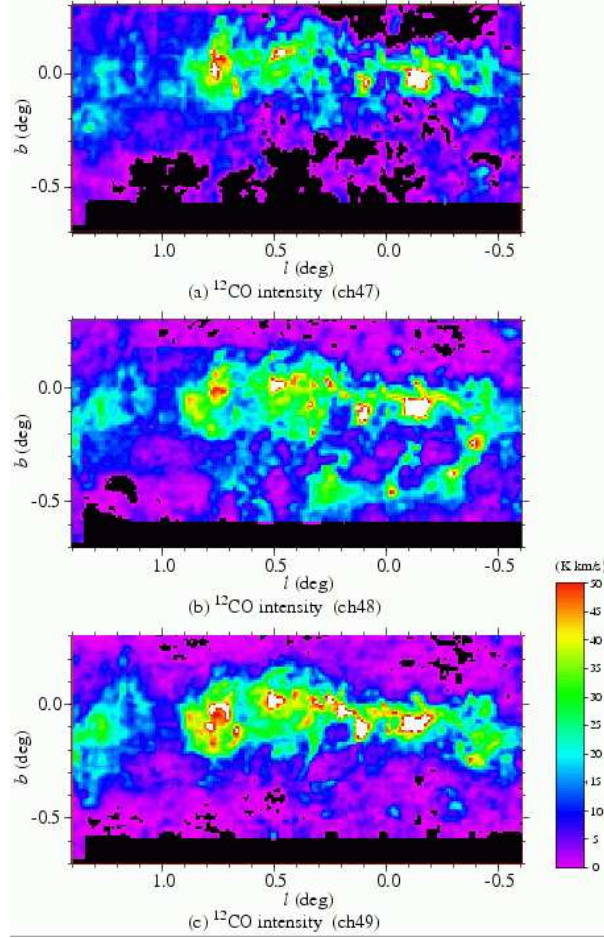 0.0
-0.5
b (deg)
1.0 0.5 0.0 -0.5
l (deg)
(a) ¹²CO intensity (ch47)
0.0
-0.5
b (deg)
1.0 0.5 0.0 -0.5
l (deg)
(b) ¹²CO intensity (ch48)
0.0
-0.5
b (deg)
1.0 0.5 0.0 -0.5
l (deg)
(c) ¹²CO intensity (ch49)
(K km/s)
50
45
40
35
30
25
20
15
10
5
0